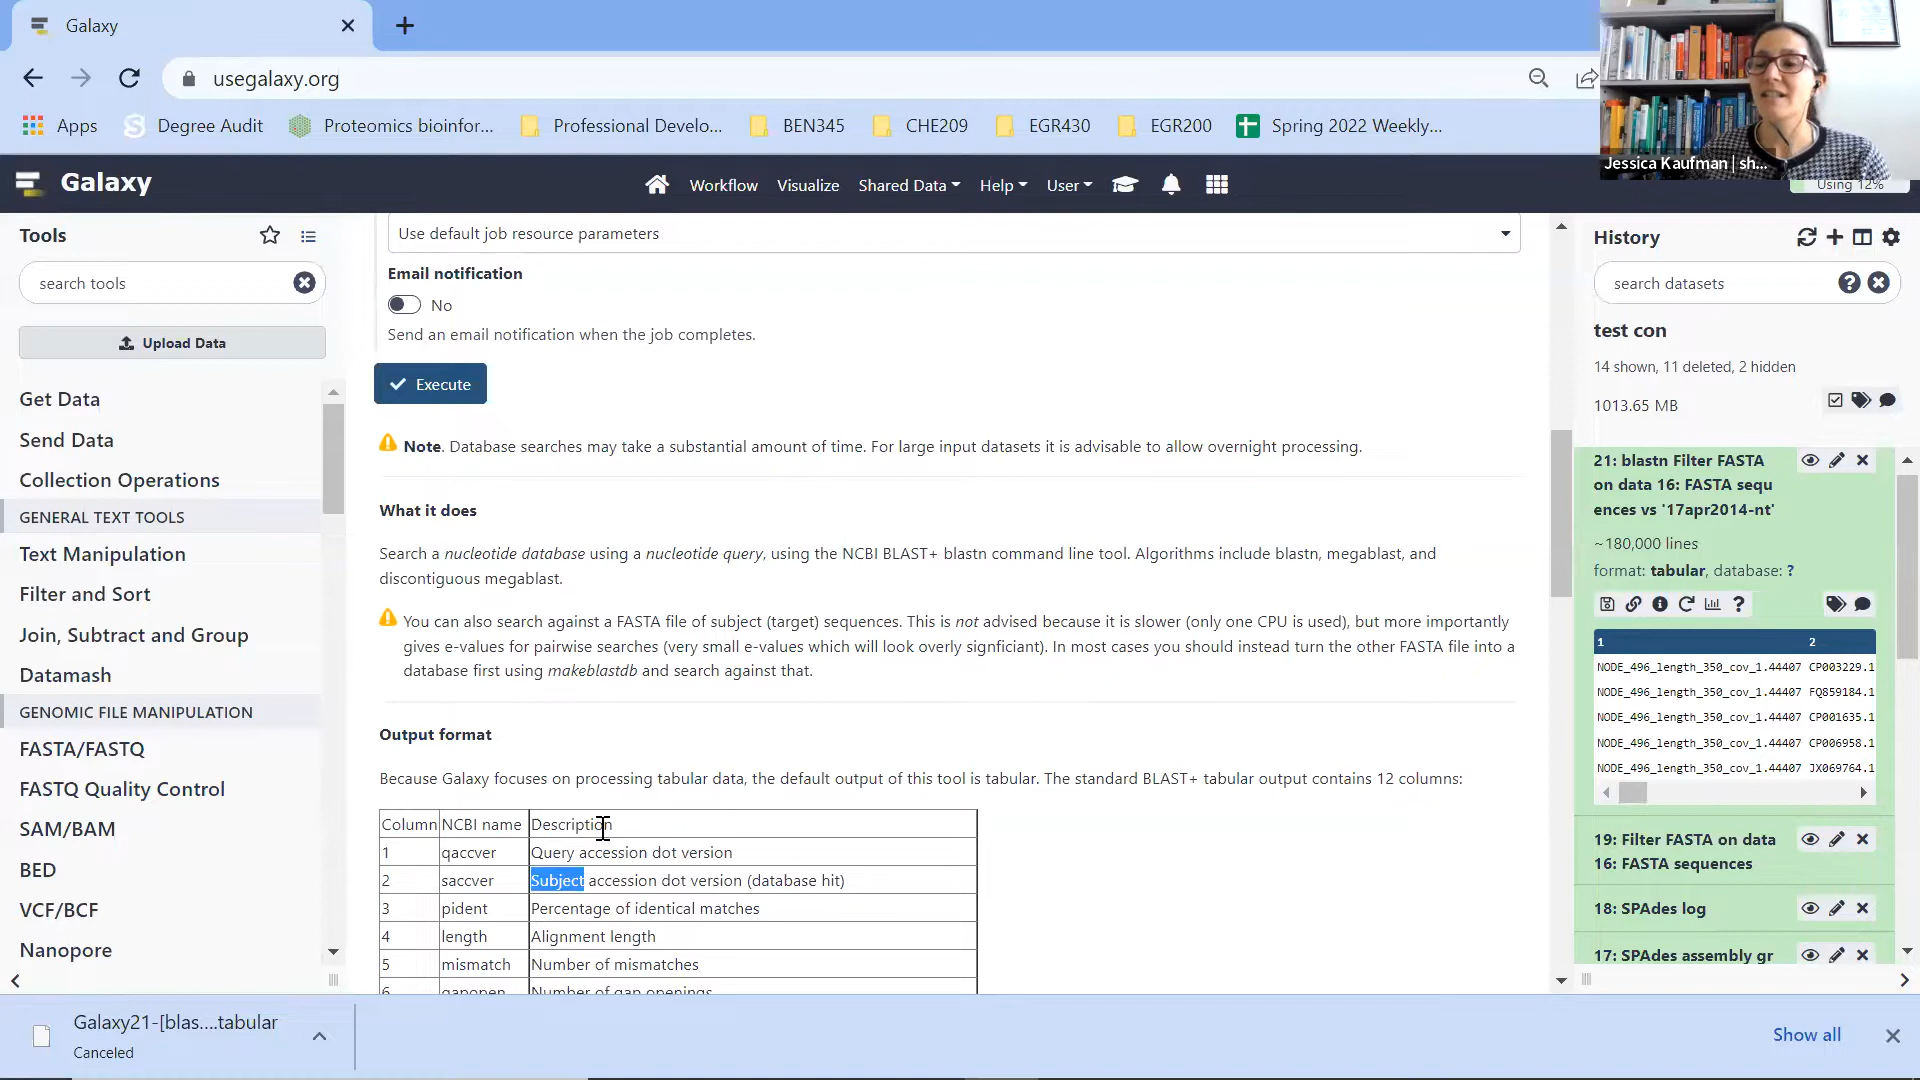 Galaxy
usegalaxy.org
Apps
Degree Audit
Proteomics bioinfor...
Professional Develo...
BEN345
CHE209
EGR430
EGR200
Spring 2022 Weekly...
Jessica Kaufman | sh...
Galaxy
Workflow
Visualize
Shared Data
Help
User
Using 12%
Tools
search tools
Upload Data
Get Data
Send Data
Collection Operations
GENERAL TEXT TOOLS
Text Manipulation
Filter and Sort
Join, Subtract and Group
Datamash
GENOMIC FILE MANIPULATION
FASTA/FASTQ
FASTQ Quality Control
SAM/BAM
BED
VCF/BCF
Nanopore
Use default job resource parameters
Email notification
No
Send an email notification when the job completes.
Execute
Note. Database searches may take a substantial amount of time. For large input datasets it is advisable to allow overnight processing.
What it does
Search a nucleotide database using a nucleotide query, using the NCBI BLAST+ blastn command line tool. Algorithms include blastn, megablast, and
discontiguous megablast.
You can also search against a FASTA file of subject (target) sequences. This is not advised because it is slower (only one CPU is used), but more importantly
gives e-values for pairwise searches (very small e-values which will look overly signficiant). In most cases you should instead turn the other FASTA file into a
database first using makeblastdb and search against that.
Output format
Because Galaxy focuses on processing tabular data, the default output of this tool is tabular. The standard BLAST+ tabular output contains 12 columns:
Column NCBI name Description
1 qaccver Query accession dot version
2 saccver Subject accession dot version (database hit)
3 pident Percentage of identical matches
4 length Alignment length
5 mismatch Number of mismatches
6 gapopen Number of gap openings
History
search datasets
test con
14 shown, 11 deleted, 2 hidden
1013.65 MB
21: blastn Filter FASTA
on data 16: FASTA sequ
ences vs '17apr2014-nt'
~180,000 lines
format: tabular, database: ?
1 2
NODE_496_length_350_cov_1.44407 CP003229.1
NODE_496_length_350_cov_1.44407 FQ859184.1
NODE_496_length_350_cov_1.44407 CP001635.1
NODE_496_length_350_cov_1.44407 CP006958.1
NODE_496_length_350_cov_1.44407 JX069764.1
19: Filter FASTA on data
16: FASTA sequences
18: SPAdes log
17: SPAdes assembly gr
Galaxy21-[blas....tabular
Canceled
Show all